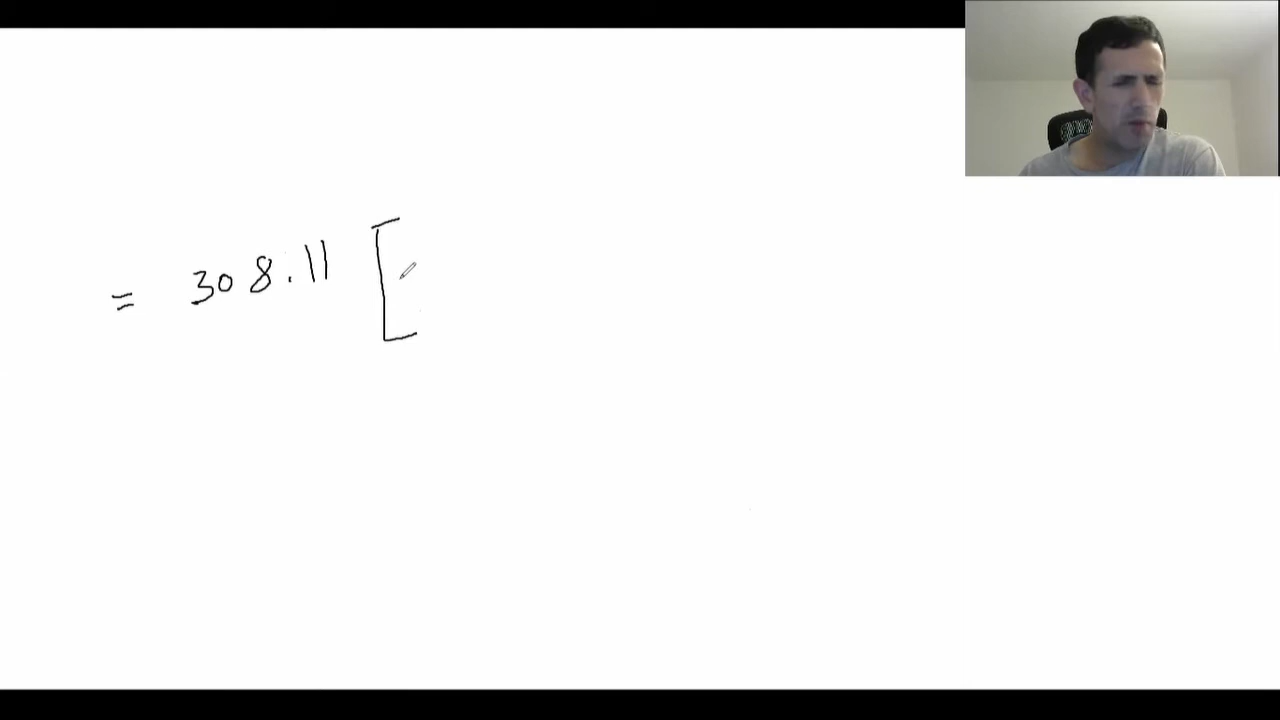 = 308.11 [